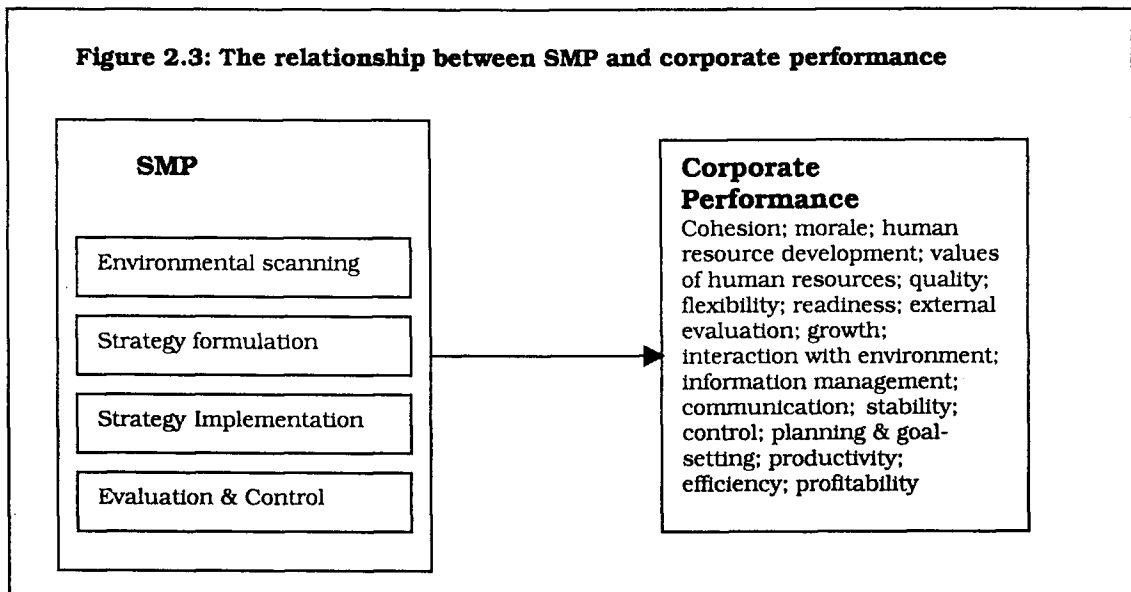 Figure 2.3: The relationship between SMP and corporate performance
SMP
Environmental scanning
Strategy formulation
Strategy Implementation
Evaluation & Control
Corporate
Performance
Cohesion; morale; human
resource development; values
of human resources; quality;
flexibility; readiness; external
evaluation; growth;
interaction with environment;
information management;
communication; stability;
control; planning & goal-
setting; productivity;
efficiency; profitability